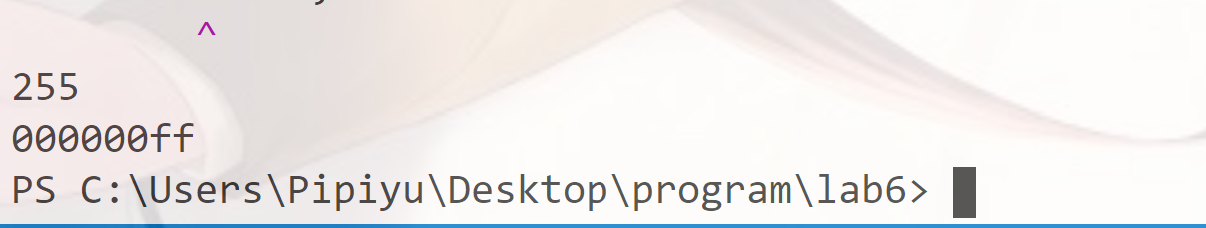 ^
255
000000ff
PS C:\Users\Pipiyu\Desktop\program\lab6>